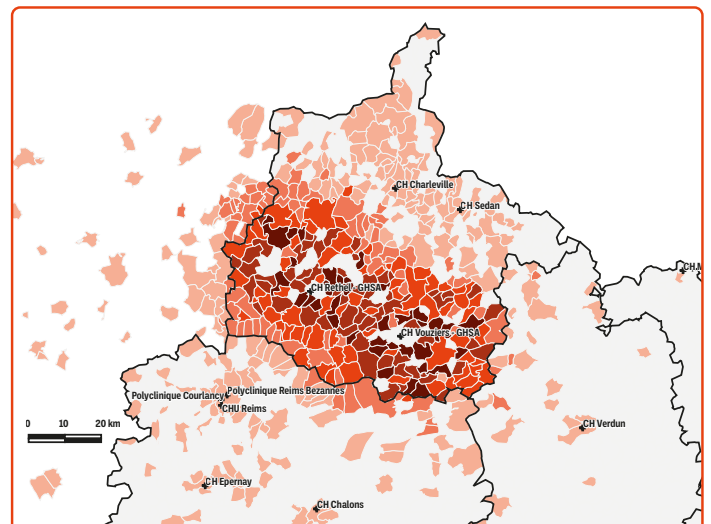 CH Charleville
CH Sedan
CH.M
CH Rethel - GHSA
CH Vouziers - GHSA
Polyclinique Reims Bezannes
Polyclinique Courlancy
CHU Reims
0 10 20 km
CH Verdun
CH Epernay
CH Chalons